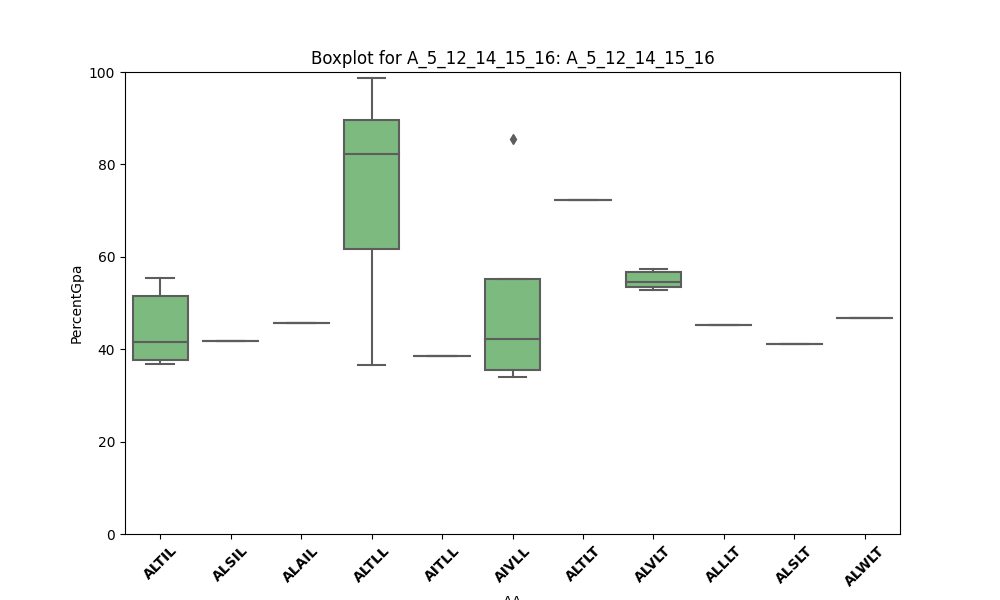 Boxplot for A_5_12_14_15_16: A_5_12_14_15_16
100
80
60
40
20
0
PercentGpa
ALTIL ALSIL ALAIL ALTLL AITLL AIVLL ALTLT ALVLT ALLLT ALSLT ALWLT
AA